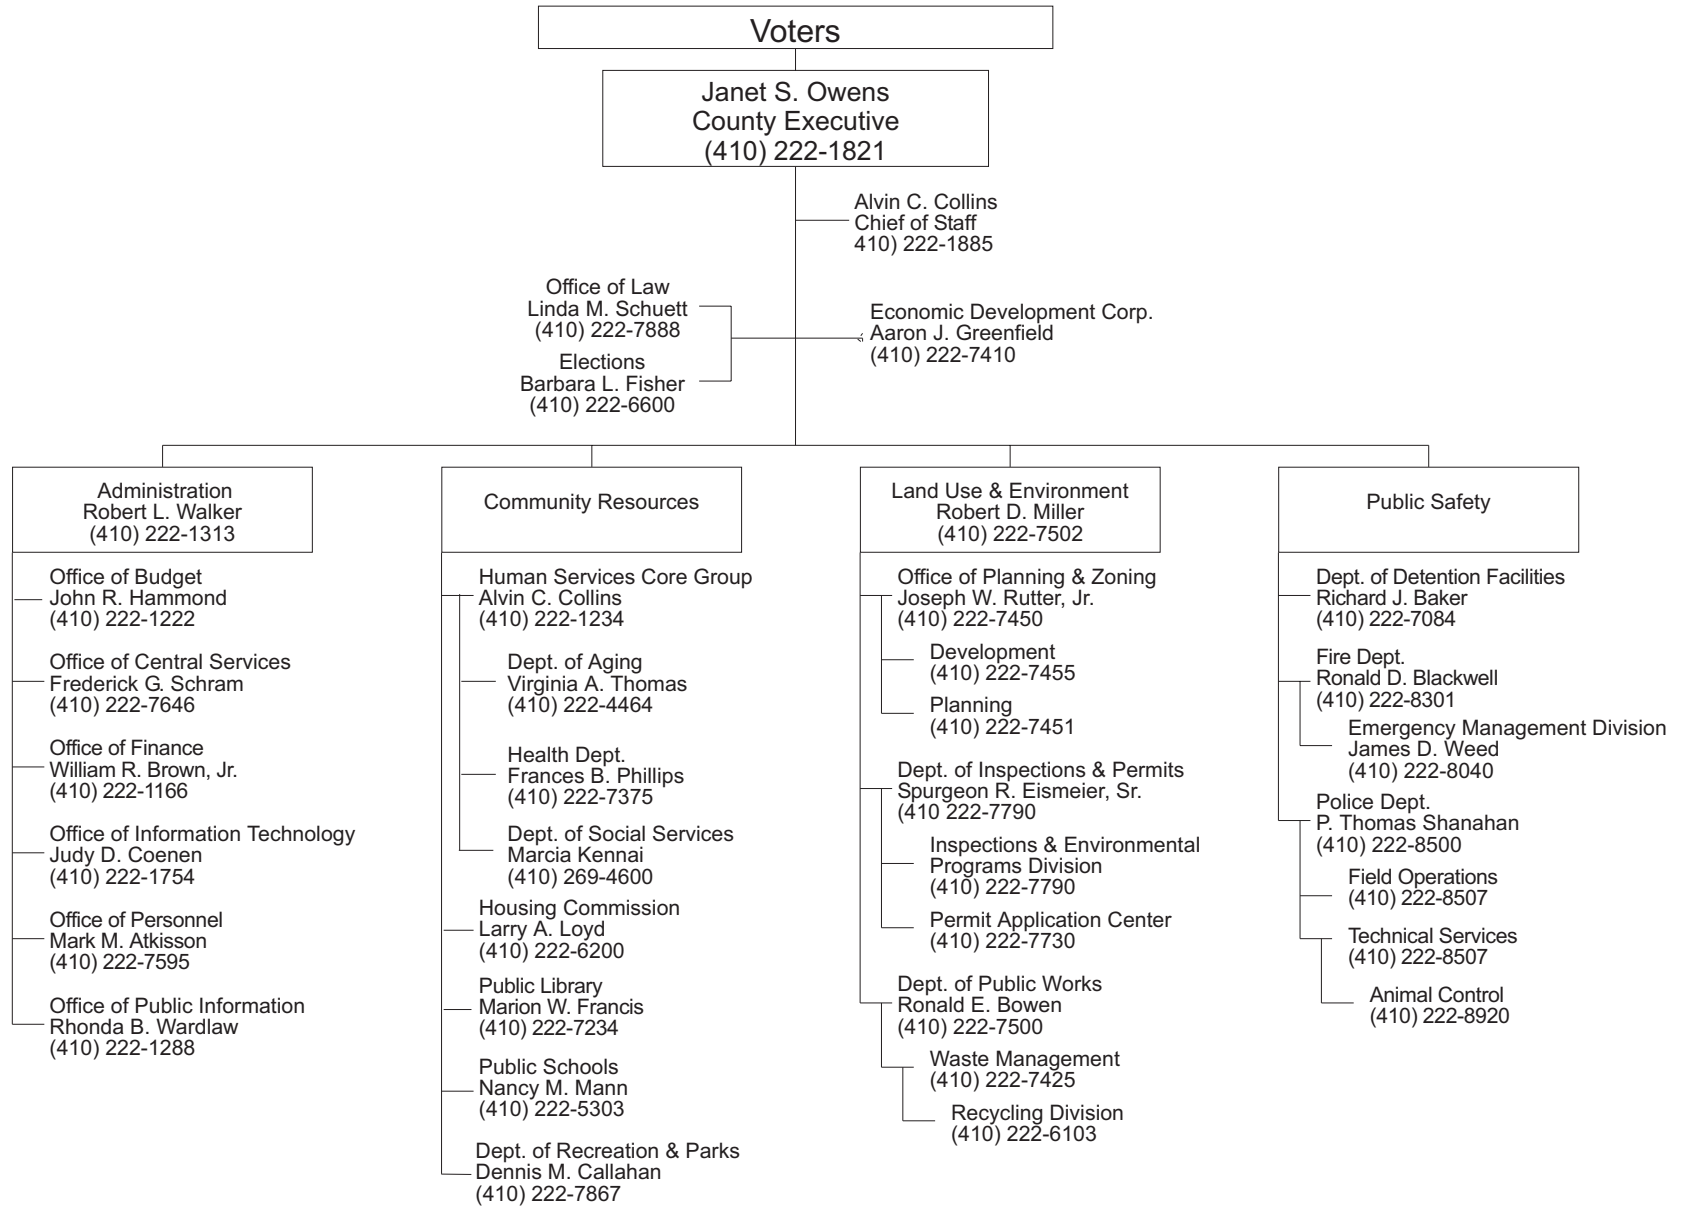 Voters
Janet S. Owens
County Executive
(410) 222-1821
Alvin C. Collins
Chief of Staff
410) 222-1885
Office of Law
Linda M. Schuett
(410) 222-7888
Elections
Barbara L. Fisher
(410) 222-6600
Economic Development Corp.
Aaron J. Greenfield
(410) 222-7410
Administration
Robert L. Walker
(410) 222-1313
Office of Budget
John R. Hammond
(410) 222-1222
Office of Central Services
Frederick G. Schram
(410) 222-7646
Office of Finance
William R. Brown, Jr.
(410) 222-1166
Office of Information Technology
Judy D. Coenen
(410) 222-1754
Office of Personnel
Mark M. Atkisson
(410) 222-7595
Office of Public Information
Rhonda B. Wardlaw
(410) 222-1288
Community Resources
Human Services Core Group
Alvin C. Collins
(410) 222-1234
Dept. of Aging
Virginia A. Thomas
(410) 222-4464
Health Dept.
Frances B. Phillips
(410) 222-7375
Dept. of Social Services
Marcia Kennai
(410) 269-4600
Housing Commission
Larry A. Loyd
(410) 222-6200
Public Library
Marion W. Francis
(410) 222-7234
Public Schools
Nancy M. Mann
(410) 222-5303
Dept. of Recreation & Parks
Dennis M. Callahan
(410) 222-7867
Land Use & Environment
Robert D. Miller
(410) 222-7502
Office of Planning & Zoning
Joseph W. Rutter, Jr.
(410) 222-7450
Development
(410) 222-7455
Planning
(410) 222-7451
Dept. of Inspections & Permits
Spurgeon R. Eismeier, Sr.
(410 222-7790
Inspections & Environmental
Programs Division
(410) 222-7790
Permit Application Center
(410) 222-7730
Dept. of Public Works
Ronald E. Bowen
(410) 222-7500
Waste Management
(410) 222-7425
Recycling Division
(410) 222-6103
Public Safety
Dept. of Detention Facilities
Richard J. Baker
(410) 222-7084
Fire Dept.
Ronald D. Blackwell
(410) 222-8301
Emergency Management Division
James D. Weed
(410) 222-8040
Police Dept.
P. Thomas Shanahan
(410) 222-8500
Field Operations
(410) 222-8507
Technical Services
(410) 222-8507
Animal Control
(410) 222-8920